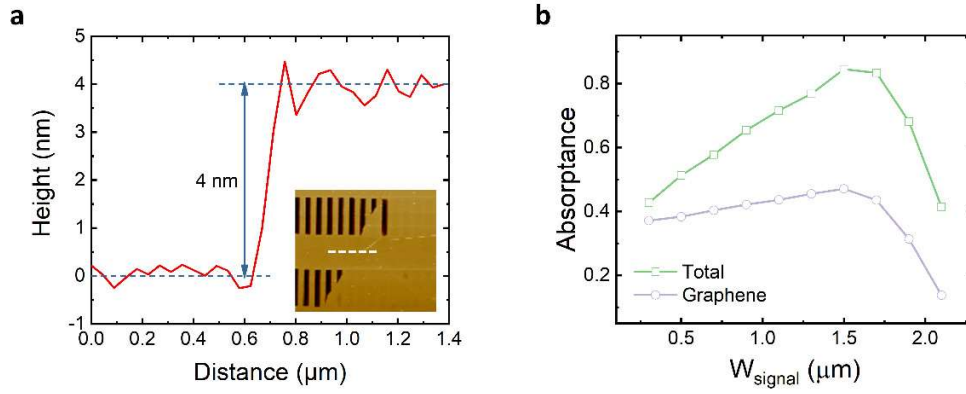 a
Height (nm)
5
4
3
2
1
0
-1
4 nm
0.0 0.2 0.4 0.6 0.8 1.0 1.2 1.4
Distance (μm)
b
Absorptance
0.8
0.6
0.4
0.2
Total
Graphene
0.5 1.0 1.5 2.0
Wsignal (μm)